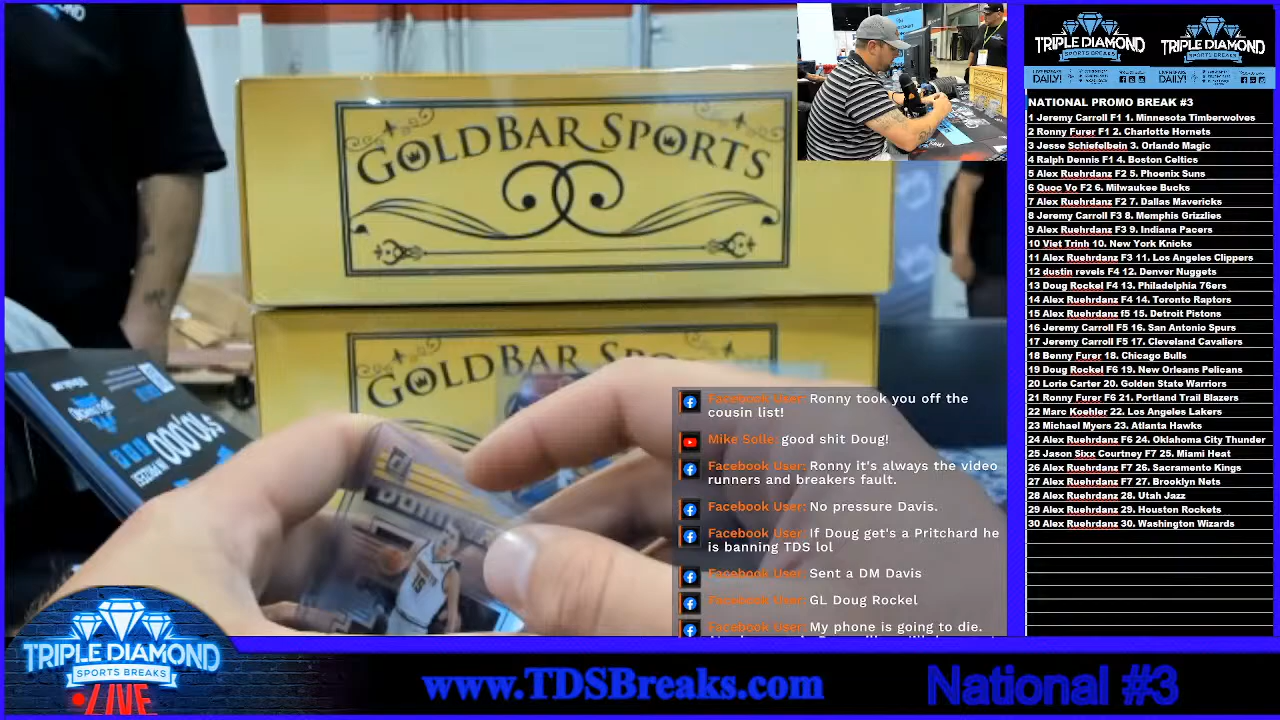 GOLDBAR SPORTS
GOLDBAR SPORTS
$10,000
15
TRIPLE DIAMOND
SPORTS BREAKS
TRIPLE DIAMOND
SPORTS BREAKS
LIVE BREAKS
DAILY!
LIVE BREAKS
DAILY!
NATIONAL PROMO BREAK #3
1 Jeremy Carroll F1 1. Minnesota Timberwolves
2 Ronny Furer F1 2. Charlotte Hornets
3 Jesse Schiefelbein 3. Orlando Magic
4 Ralph Dennis F1 4. Boston Celtics
5 Alex Ruehrdanz F2 5. Phoenix Suns
6 Quoc Vo F2 6. Milwaukee Bucks
7 Alex Ruehrdanz F2 7. Dallas Mavericks
8 Jeremy Carroll F3 8. Memphis Grizzlies
9 Alex Ruehrdanz F3 9. Indiana Pacers
10 Viet Trinh 10. New York Knicks
11 Alex Ruehrdanz F3 11. Los Angeles Clippers
12 dustin revels F4 12. Denver Nuggets
13 Doug Rockel F4 13. Philadelphia 76ers
14 Alex Ruehrdanz F4 14. Toronto Raptors
15 Alex Ruehrdanz f5 15. Detroit Pistons
16 Jeremy Carroll F5 16. San Antonio Spurs
17 Jeremy Carroll F5 17. Cleveland Cavaliers
18 Benny Furer 18. Chicago Bulls
19 Doug Rockel F6 19. New Orleans Pelicans
20 Lorie Carter 20. Golden State Warriors
21 Ronny Furer F6 21. Portland Trail Blazers
22 Marc Koehler 22. Los Angeles Lakers
23 Michael Myers 23. Atlanta Hawks
24 Alex Ruehrdanz F6 24. Oklahoma City Thunder
25 Jason Sixx Courtney F7 25. Miami Heat
26 Alex Ruehrdanz F7 26. Sacramento Kings
27 Alex Ruehrdanz F7 27. Brooklyn Nets
28 Alex Ruehrdanz 28. Utah Jazz
29 Alex Ruehrdanz 29. Houston Rockets
30 Alex Ruehrdanz 30. Washington Wizards
Facebook User: Ronny took you off the
cousin list!
Mike Solle: good shit Doug!
Facebook User: Ronny it's always the video
runners and breakers fault.
Facebook User: No pressure Davis.
Facebook User: If Doug get's a Pritchard he
is banning TDS lol
Facebook User: Sent a DM Davis
Facebook User: GL Doug Rockel
Facebook User: My phone is going to die.
TRIPLE DIAMOND
SPORTS BREAKS
LIVE
www.TDSBreaks.com
National #3